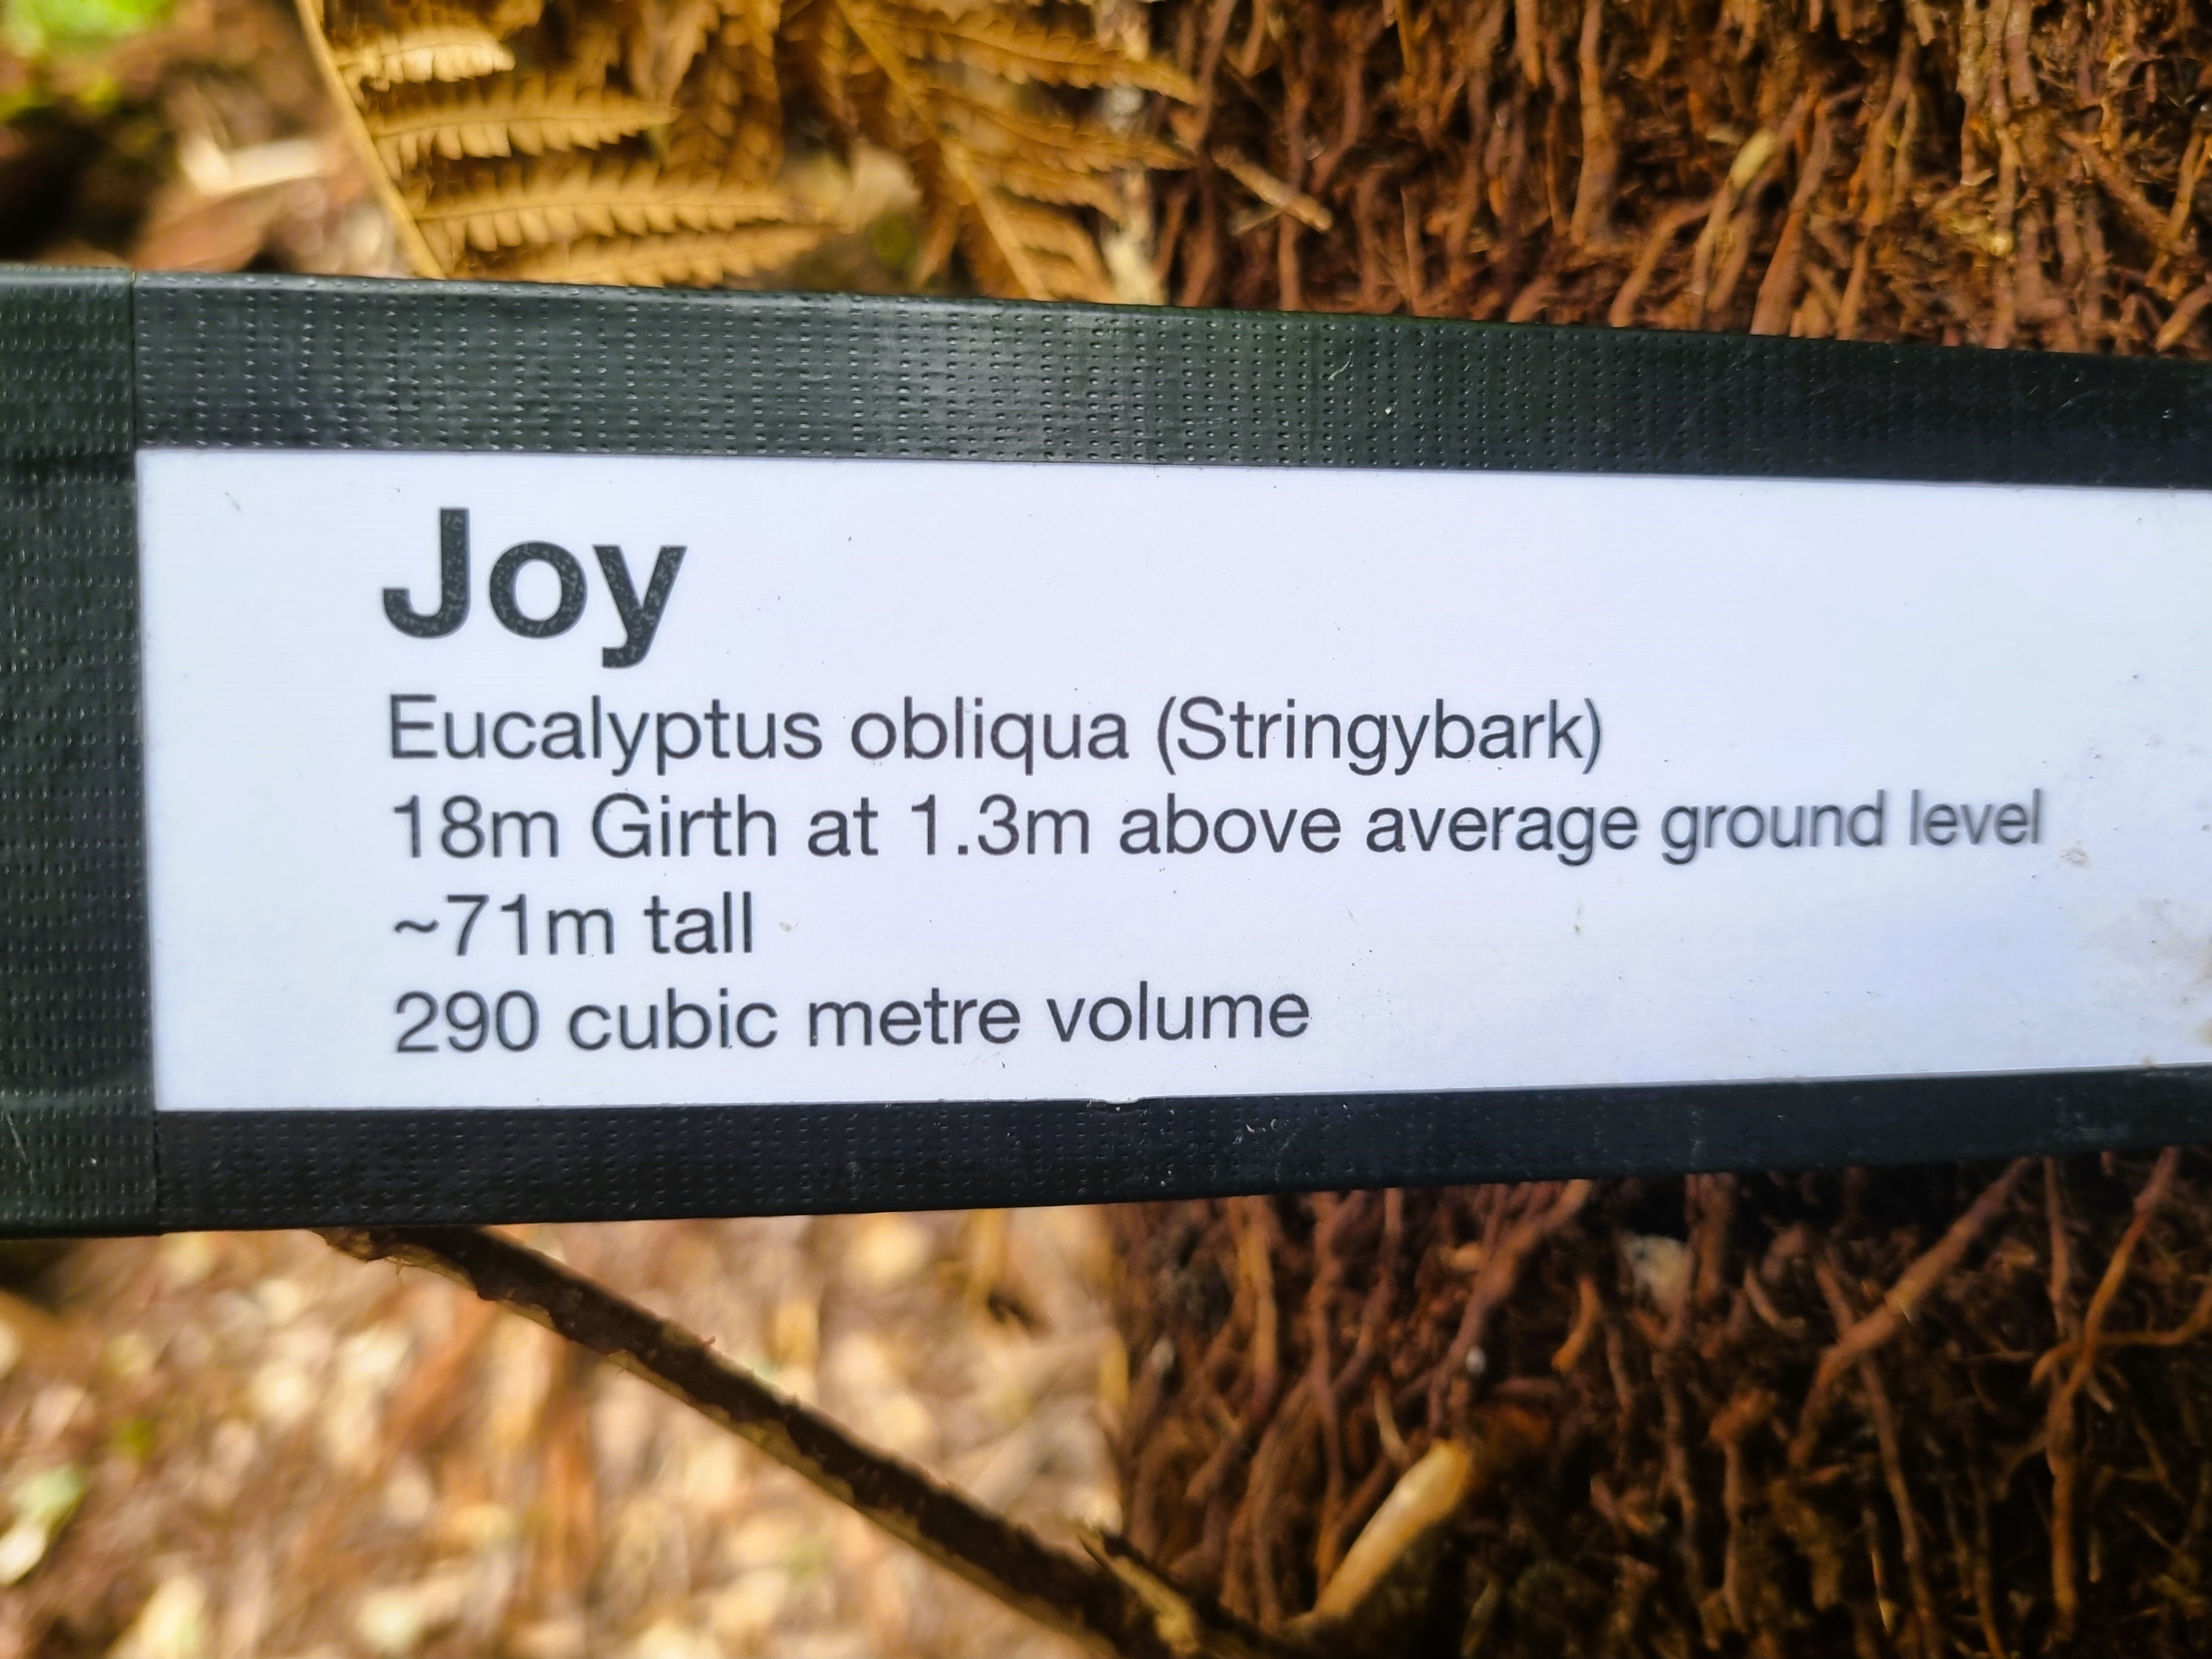 Joy
Eucalyptus obliqua (Stringybark)
18m Girth at 1.3m above average ground level
~71m tall
290 cubic metre volume